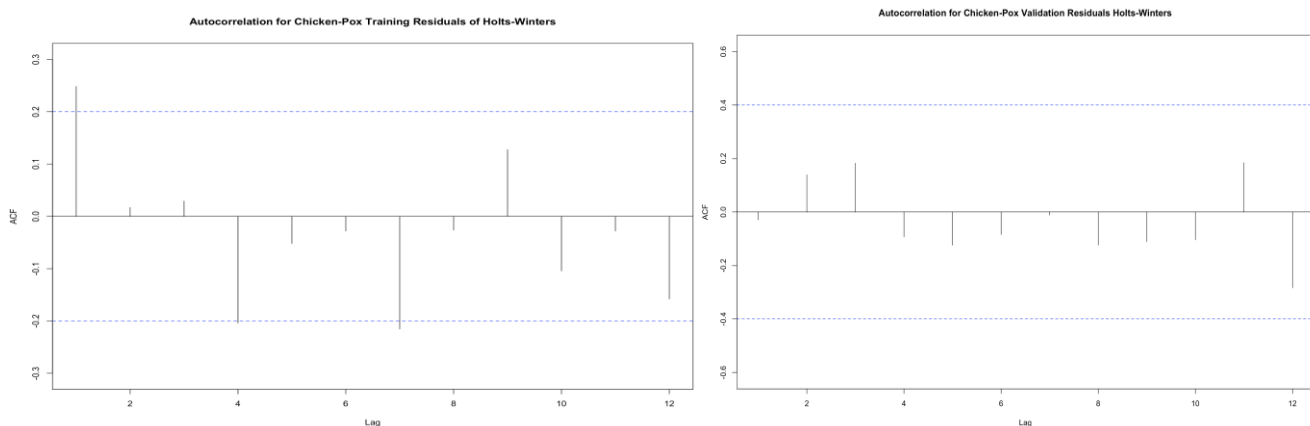 Autocorrelation for Chicken-Pox Training Residuals of Holts-Winters
0.3
0.2
0.1
0.0
-0.1
-0.2
-0.3
ACF
2 4 6 8 10 12
Lag
Autocorrelation for Chicken-Pox Validation Residuals Holts-Winters
0.6
0.4
0.2
0.0
-0.2
-0.4
-0.6
ACF
2 4 6 8 10 12
Lag